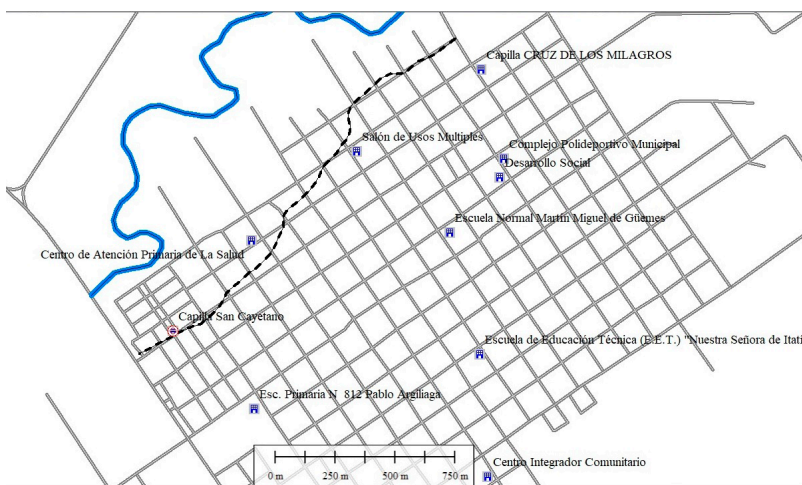 Capilla CRUZ DE LOS MILAGROS
Salón de Usos Multiples
Complejo Polideportivo Municipal
Desarrollo Social
Escuela Normal Martín Miguel de Güemes
Centro de Atención Primaria de La Salud
Capilla San Cayetano
Escuela de Educación Técnica (E.E.T.) "Nuestra Señora de Itati
Esc. Primaria N 812 Pablo Argiliaga
Centro Integrador Comunitario
0 m 250 m 500 m 750 m